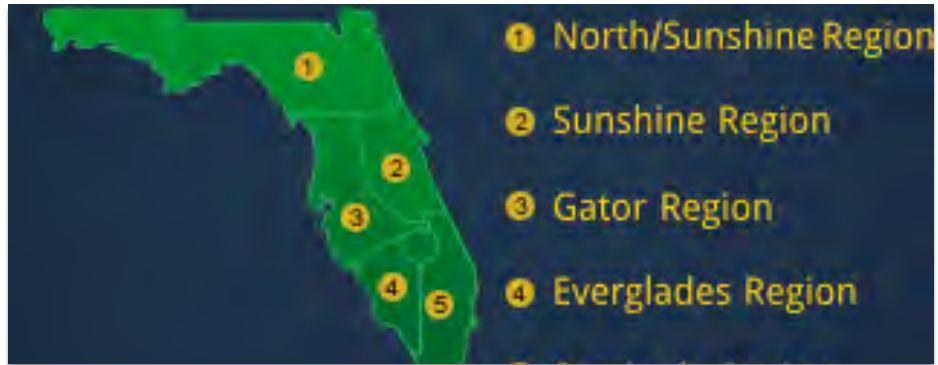 1 North/Sunshine Region
1
2 Sunshine Region
2
3 Gator Region
3
4 Everglades Region
4
5